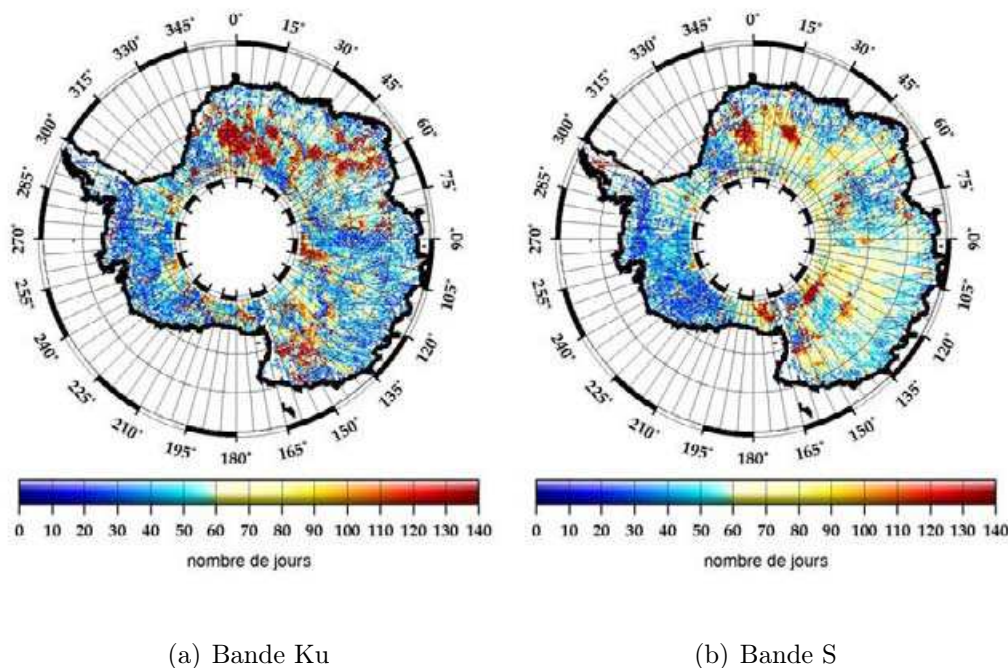 0° 15° 30° 45° 60° 75° 90° 105° 120° 135° 150° 165° 180° 195° 210° 225° 240° 255° 270° 285° 300° 315° 330° 345°
0 10 20 30 40 50 60 70 80 90 100 110 120 130 140
nombre de jours
(a) Bande Ku
0° 15° 30° 45° 60° 75° 90° 105° 120° 135° 150° 165° 180° 195° 210° 225° 240° 255° 270° 285° 300° 315° 330° 345°
0 10 20 30 40 50 60 70 80 90 100 110 120 130 140
nombre de jours
(b) Bande S